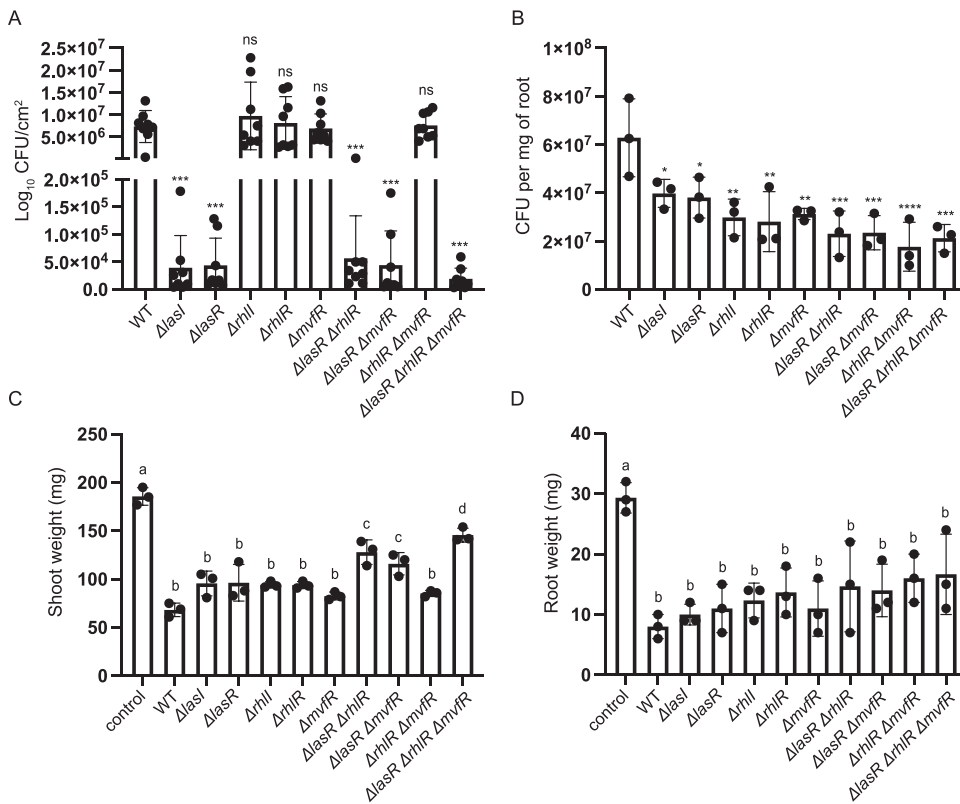 A
Log₁₀ CFU/cm²
2.5×10⁷
2.0×10⁷
1.5×10⁷
1.0×10⁷
5.0×10⁶
2.0×10⁵
1.5×10⁵
1.0×10⁵
5.0×10⁴
0.0
***
***
ns
ns
ns
***
***
ns
***
WT
ΔlasI
ΔlasR
ΔrhlI
ΔrhlR
ΔmvfR
ΔlasR ΔrhlR
ΔlasR ΔmvfR
ΔrhlR ΔmvfR
ΔlasR ΔrhlR ΔmvfR
B
CFU per mg of root
1×10⁸
8×10⁷
6×10⁷
4×10⁷
2×10⁷
0
*
*
**
**
**
***
***
****
***
WT
ΔlasI
ΔlasR
ΔrhlI
ΔrhlR
ΔmvfR
ΔlasR ΔrhlR
ΔlasR ΔmvfR
ΔrhlR ΔmvfR
ΔlasR ΔrhlR ΔmvfR
C
Shoot weight (mg)
250
200
150
100
50
0
a
b
b
b
b
b
b
c
c
b
d
control
WT
ΔlasI
ΔlasR
ΔrhlI
ΔrhlR
ΔmvfR
ΔlasR ΔrhlR
ΔlasR ΔmvfR
ΔrhlR ΔmvfR
ΔlasR ΔrhlR ΔmvfR
D
Root weight (mg)
40
30
20
10
0
a
b
b
b
b
b
b
b
b
b
b
control
WT
ΔlasI
ΔlasR
ΔrhlI
ΔrhlR
ΔmvfR
ΔlasR ΔrhlR
ΔlasR ΔmvfR
ΔrhlR ΔmvfR
ΔlasR ΔrhlR ΔmvfR